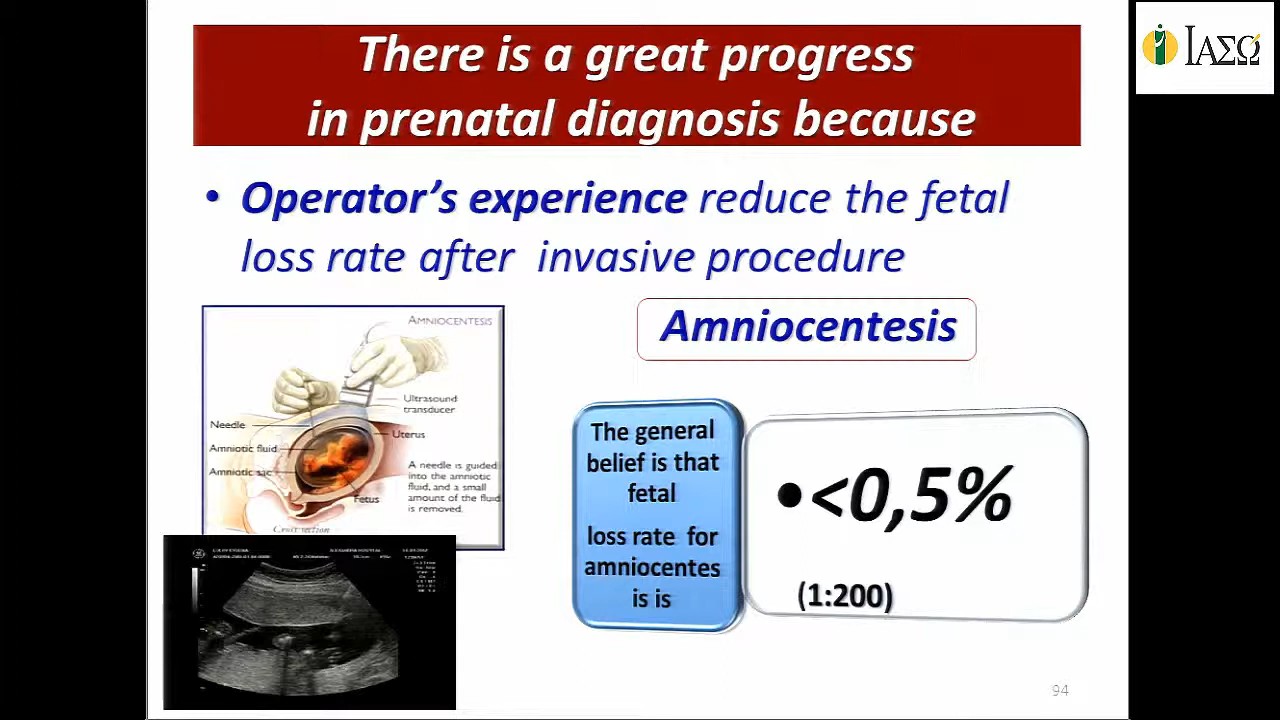 There is a great progress
in prenatal diagnosis because
• Operator's experience reduce the fetal
loss rate after invasive procedure
AMNIOCENTESIS
Ultrasound
transducer
Needle
Uterus
Amniotic fluid
Amniotic sac
A needle is guided
into the amniotic
fluid, and a small
amount of the fluid
is removed.
Fetus
Cross section
Amniocentesis
The general
belief is that
fetal
loss rate for
amniocentes
is is
•<0,5%
(1:200)
94
ΙΑΣΩ